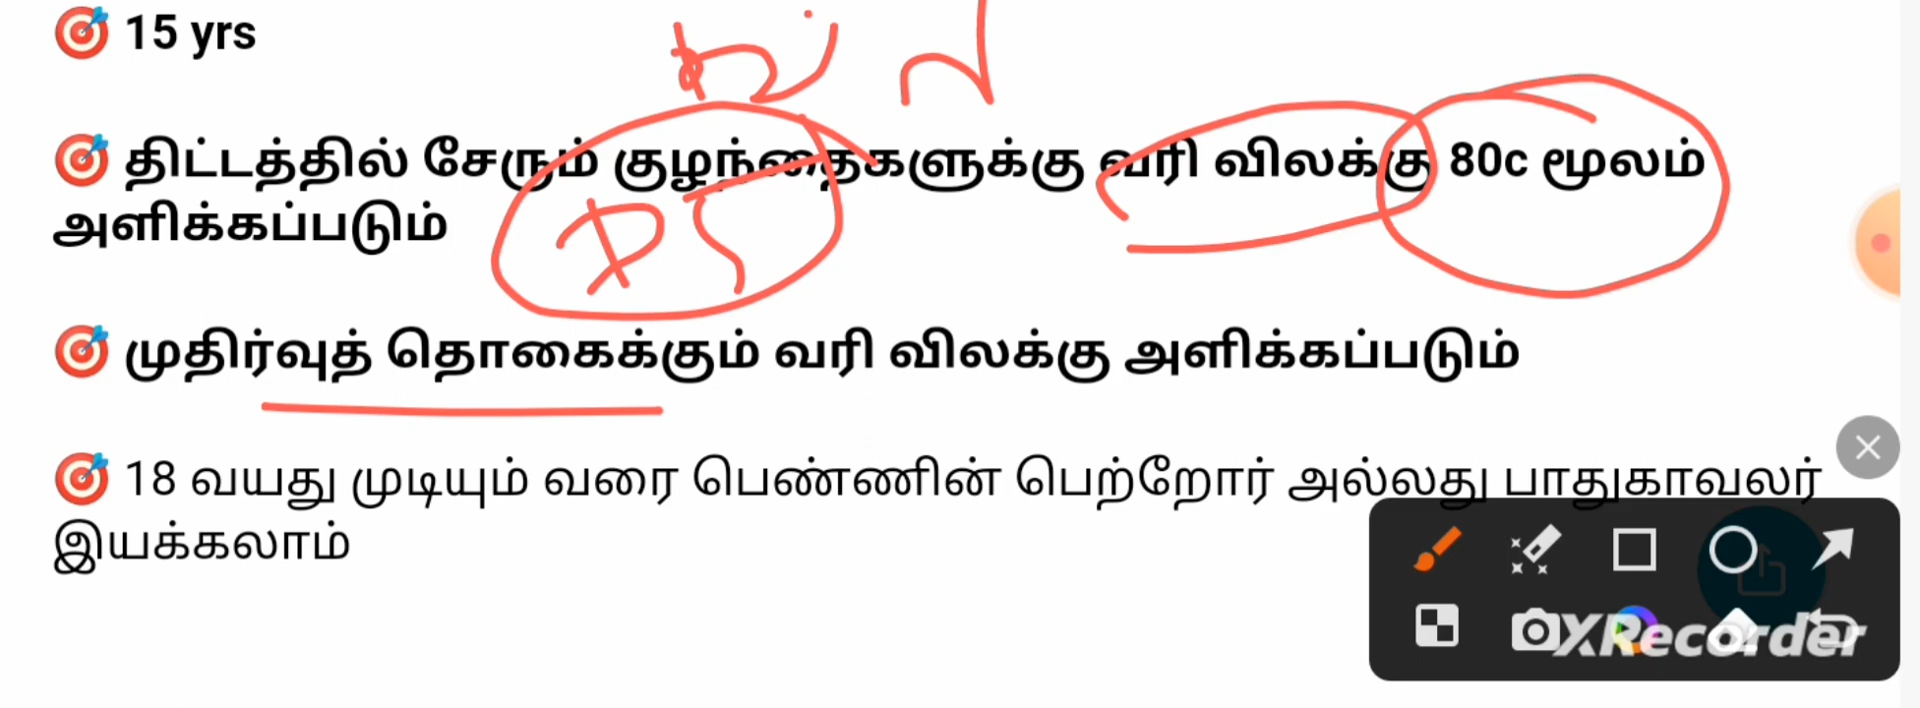 15 yrs
திட்டத்தில் சேரும் குழந்தைகளுக்கு வரி விலக்கு 80c மூலம்
அளிக்கப்படும்
முதிர்வுத் தொகைக்கும் வரி விலக்கு அளிக்கப்படும்
18 வயது முடியும் வரை பெண்ணின் பெற்றோர் அல்லது பாதுகாவலர்
இயக்கலாம்
XRecorder